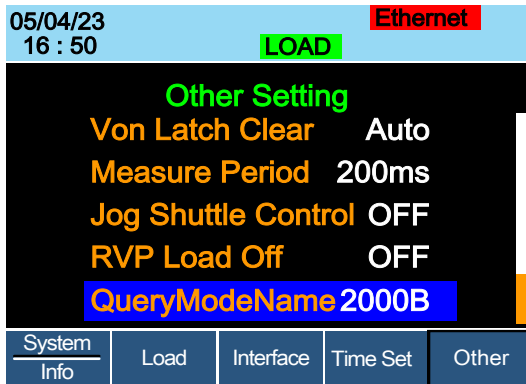 05/04/23 Ethernet
16 : 50 LOAD
Other Setting
Von Latch Clear Auto
Measure Period 200ms
Jog Shuttle Control OFF
RVP Load Off OFF
QueryModeName 2000B
System
Info
Load
Interface
Time Set
Other